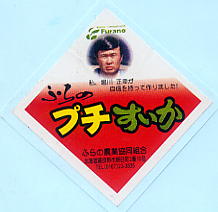 Furano
私、堀川 正幸が
自信を持って作りました!
ふらの
プチすいか
ふらの農業協同組合